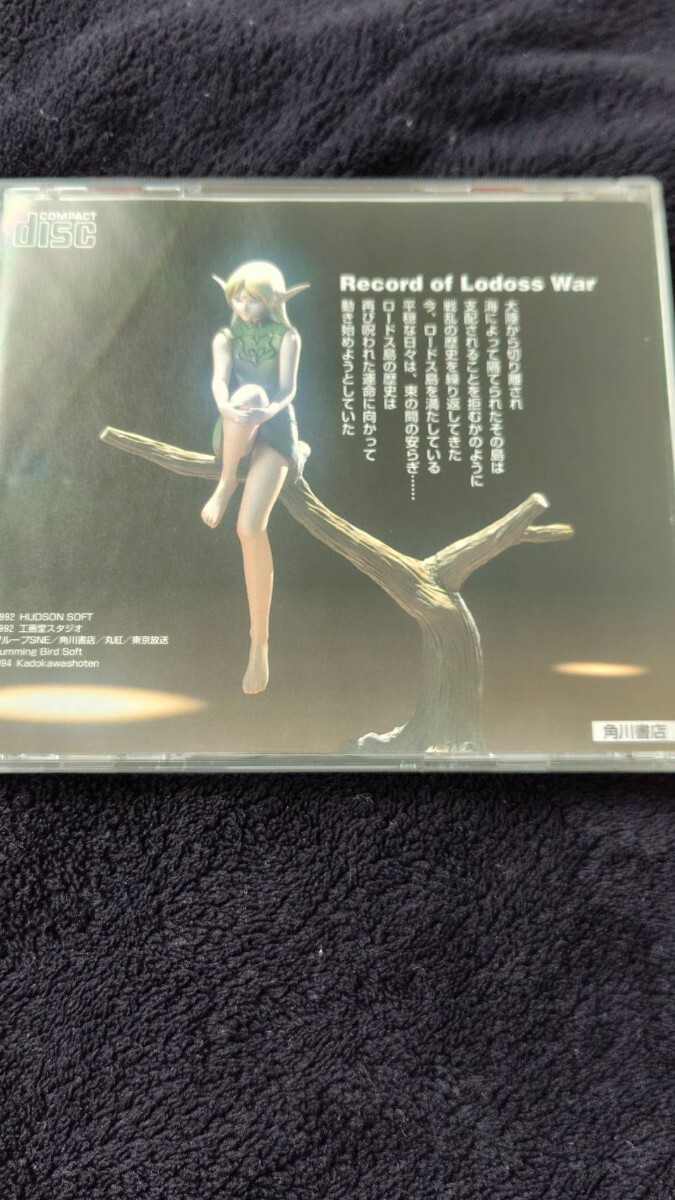 COMPACT
disc
Record of Lodoss War
大陸から切り離され
海によって隔てられたその島は
支配されることを拒むかのように
戦乱の歴史を繰り返してきた
今、ロードス島を満たしている
平穏な日々は、束の間の安らぎ……
ロードス島の歴史は
再び呪われた運命に向かって
動き始めようとしていた
992 HUDSON SOFT
992 工画堂スタジオ
グループSNE／角川書店／丸紅／東京放送
umming Bird Soft
994 Kadokawashoten
角川書店